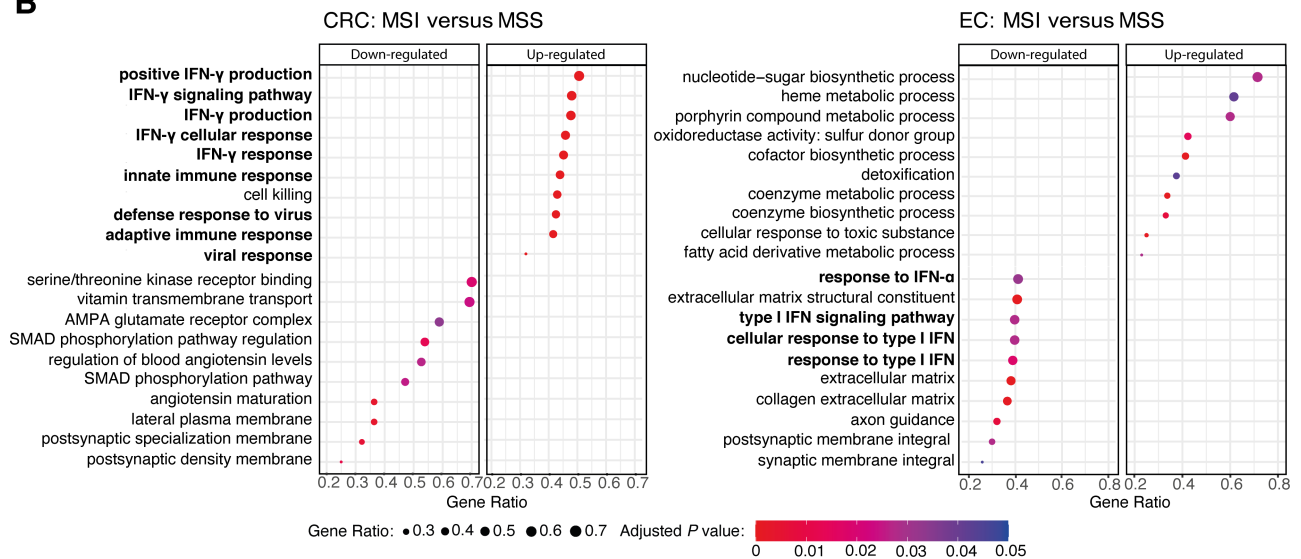 B
CRC: MSI versus MSS
Down-regulated
Up-regulated
positive IFN-γ production
IFN-γ signaling pathway
IFN-γ production
IFN-γ cellular response
IFN-γ response
innate immune response
cell killing
defense response to virus
adaptive immune response
viral response
serine/threonine kinase receptor binding
vitamin transmembrane transport
AMPA glutamate receptor complex
SMAD phosphorylation pathway regulation
regulation of blood angiotensin levels
SMAD phosphorylation pathway
angiotensin maturation
lateral plasma membrane
postsynaptic specialization membrane
postsynaptic density membrane
0.2 0.3 0.4 0.5 0.6 0.7
0.2 0.3 0.4 0.5 0.6 0.7
Gene Ratio
EC: MSI versus MSS
Down-regulated
Up-regulated
nucleotide–sugar biosynthetic process
heme metabolic process
porphyrin compound metabolic process
oxidoreductase activity: sulfur donor group
cofactor biosynthetic process
detoxification
coenzyme metabolic process
coenzyme biosynthetic process
cellular response to toxic substance
fatty acid derivative metabolic process
response to IFN-α
extracellular matrix structural constituent
type I IFN signaling pathway
cellular response to type I IFN
response to type I IFN
extracellular matrix
collagen extracellular matrix
axon guidance
postsynaptic membrane integral
synaptic membrane integral
0.2 0.4 0.6 0.8
0.2 0.4 0.6 0.8
Gene Ratio
Gene Ratio: 0.3 0.4 0.5 0.6 0.7
Adjusted P value:
0 0.01 0.02 0.03 0.04 0.05